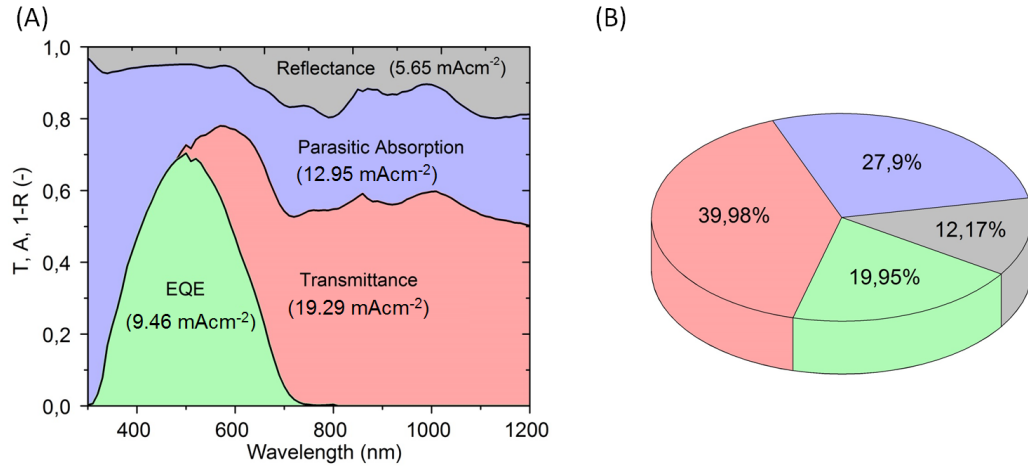 (A)
(B)
T, A, 1-R (-)
1,0
0,8
0,6
0,4
0,2
0,0
Reflectance (5.65 mAcm⁻²)
Parasitic Absorption
(12.95 mAcm⁻²)
Transmittance
(19.29 mAcm⁻²)
EQE
(9.46 mAcm⁻²)
400 600 800 1000 1200
Wavelength (nm)
27,9%
39,98%
12,17%
19,95%